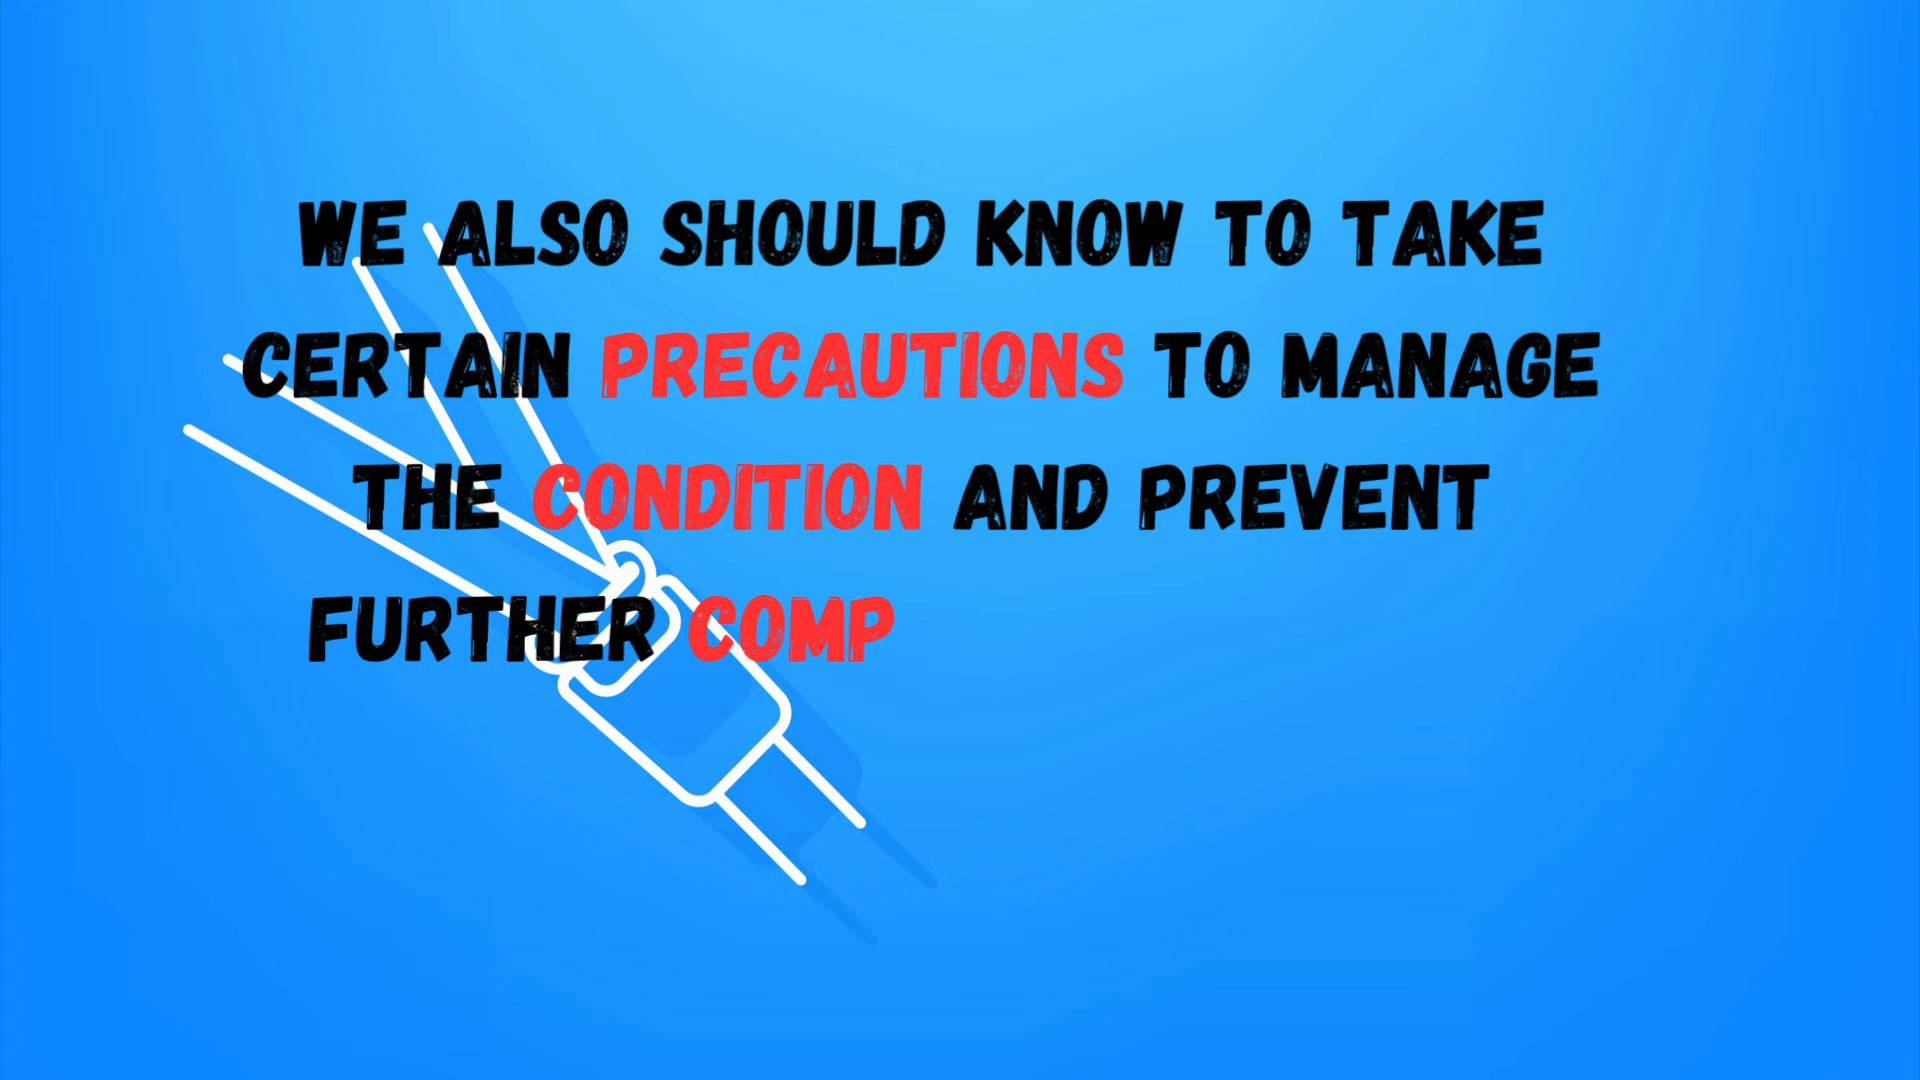 WE ALSO SHOULD KNOW TO TAKE
CERTAIN PRECAUTIONS TO MANAGE
THE CONDITION AND PREVENT
FURTHER COMP